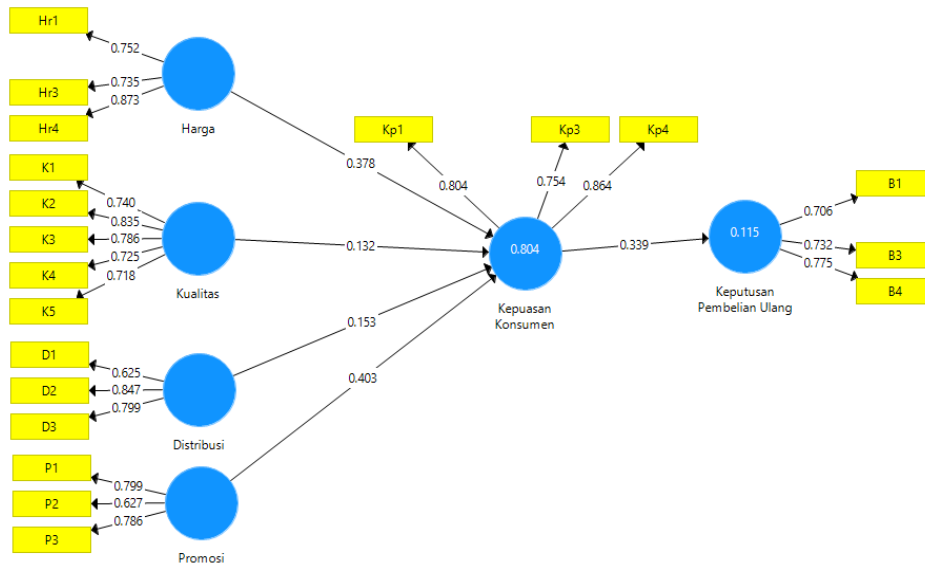 Hr1
0.752
Hr3
0.735
0.873
Hr4
Harga
0.378
Kp1
Kp3
Kp4
0.804
0.754
0.864
K1
0.740
K2
0.835
K3
0.786
K4
0.725
0.718
K5
Kualitas
0.132
0.804
Kepuasan
Konsumen
0.339
0.115
Keputusan
Pembelian Ulang
B1
0.706
0.732
B3
0.775
B4
D1
0.625
D2
0.847
0.799
D3
Distribusi
0.153
P1
0.799
P2
0.627
0.786
P3
Promosi
0.403